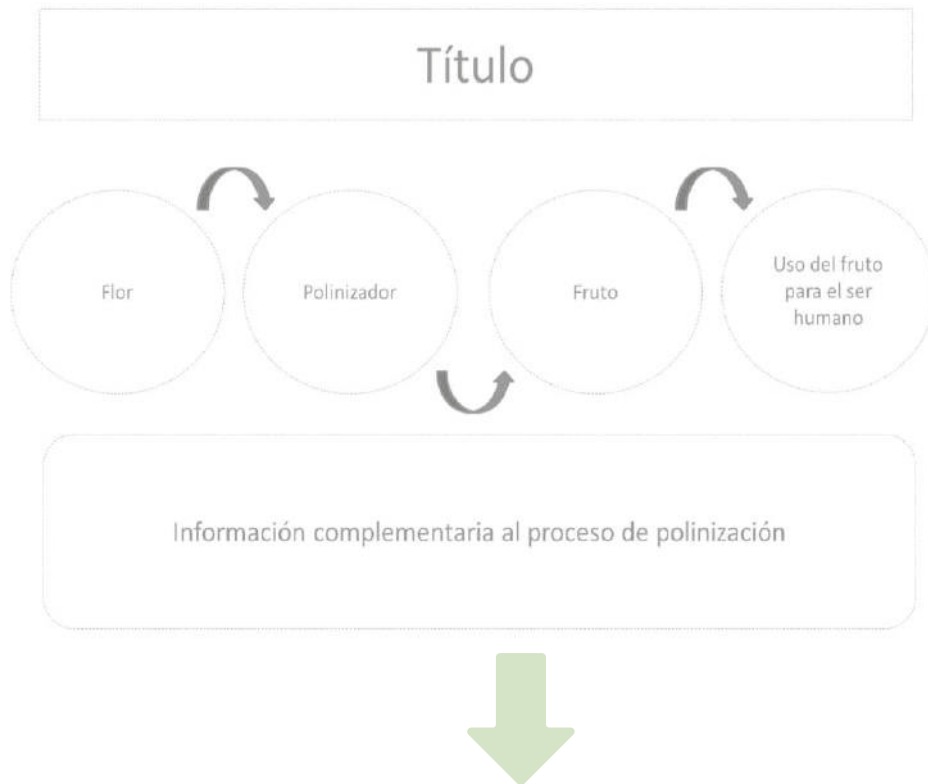 Título
Flor
Polinizador
Fruto
Uso del fruto
para el ser
humano
Información complementaria al proceso de polinización